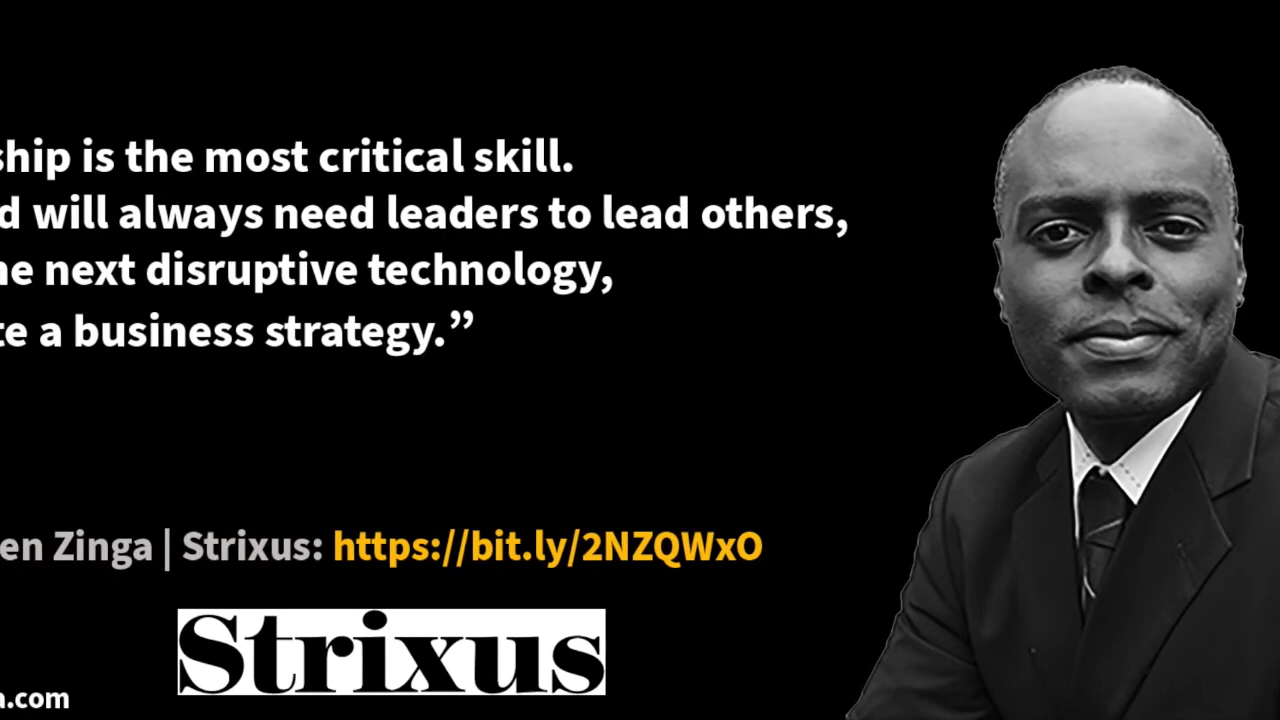 ship is the most critical skill.
d will always need leaders to lead others,
he next disruptive technology,
te a business strategy.”
en Zinga | Strixus: https://bit.ly/2NZQWxO
Strixus
a.com